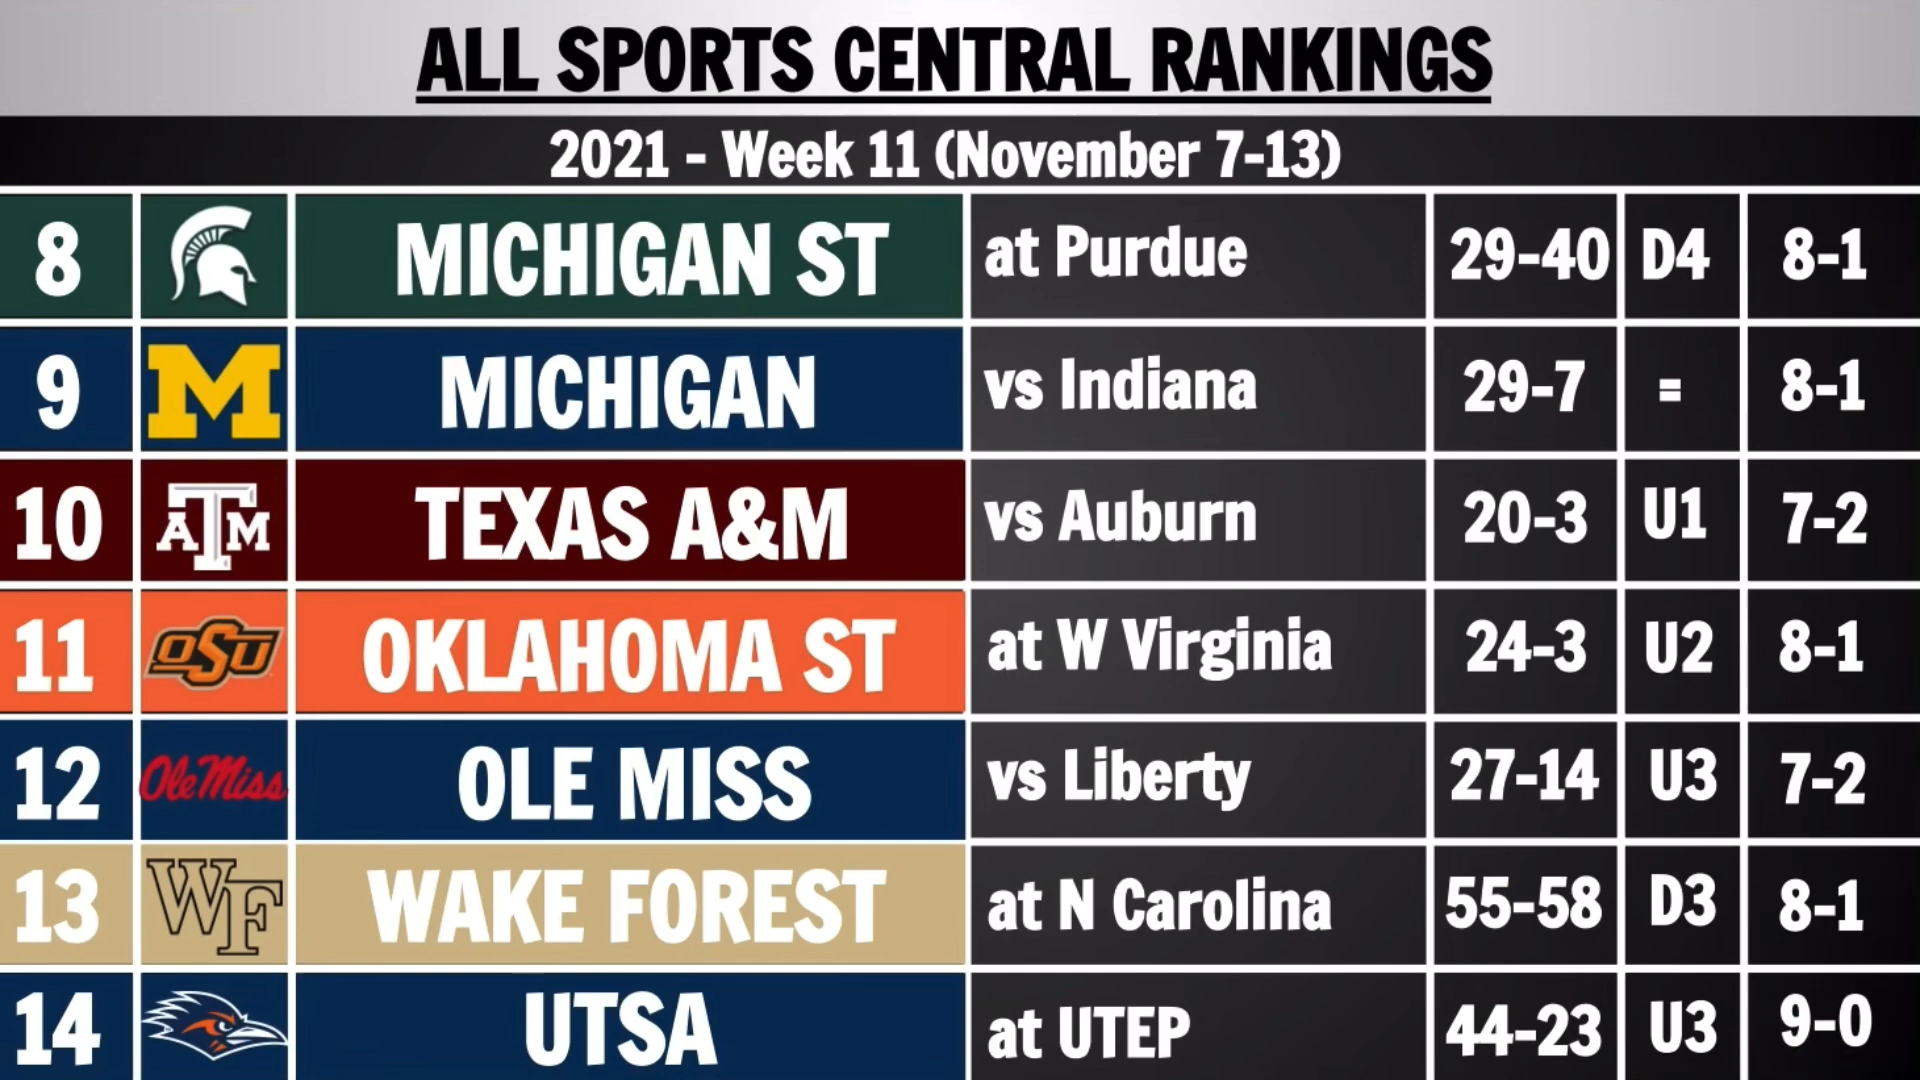 ALL SPORTS CENTRAL RANKINGS
2021 - Week 11 (November 7-13)
8 MICHIGAN ST at Purdue 29-40 D4 8-1
9 M MICHIGAN vs Indiana 29-7 = 8-1
10 ATM TEXAS A&M vs Auburn 20-3 U1 7-2
11 OSU OKLAHOMA ST at W Virginia 24-3 U2 8-1
12 Ole Miss OLE MISS vs Liberty 27-14 U3 7-2
13 WF WAKE FOREST at N Carolina 55-58 D3 8-1
14 UTSA at UTEP 44-23 U3 9-0